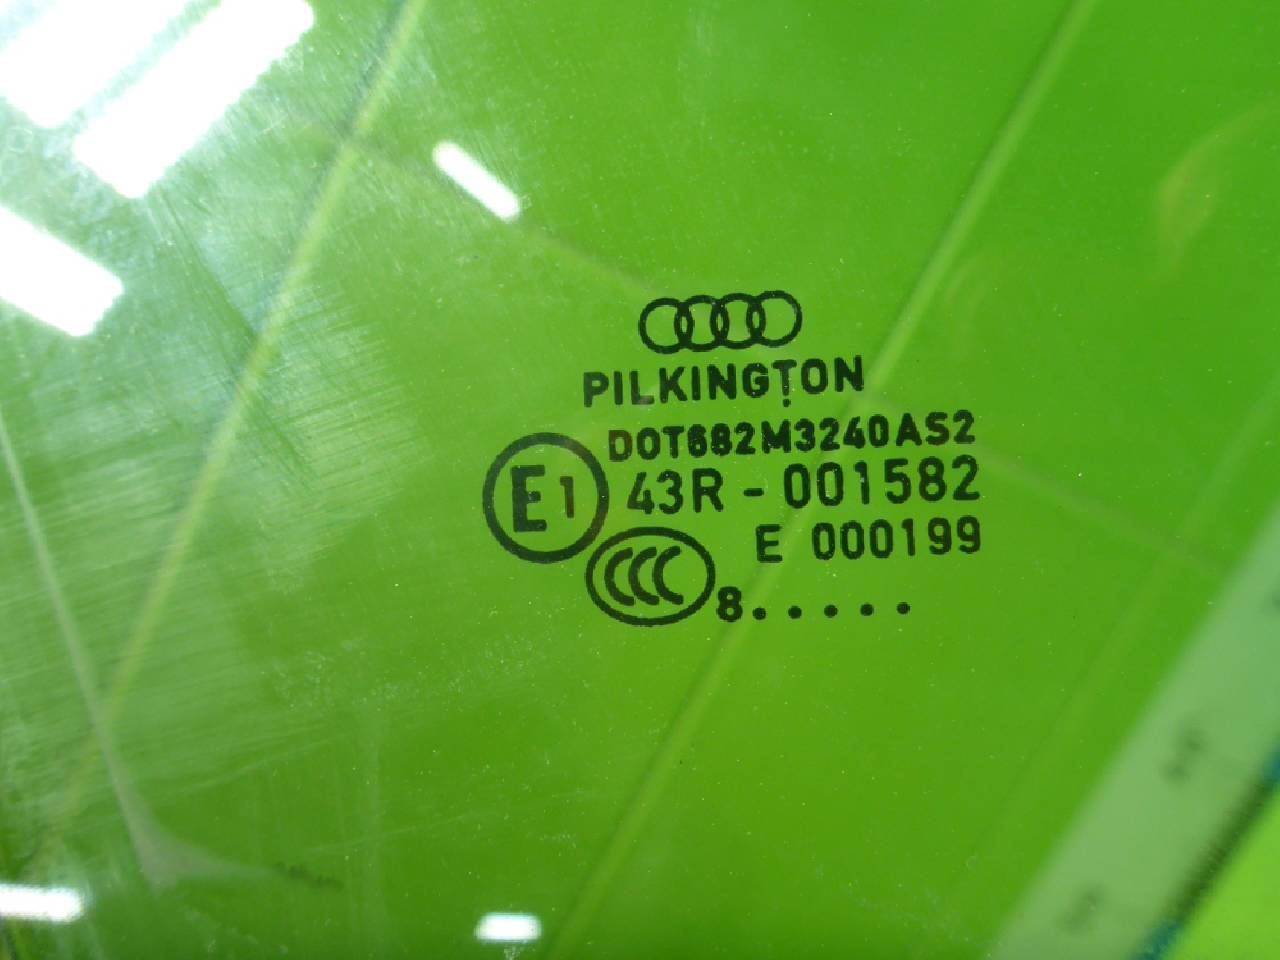 PILKINGTON
DOT682M3240AS2
E1 43R - 001582
E 000199
CCC 8.....